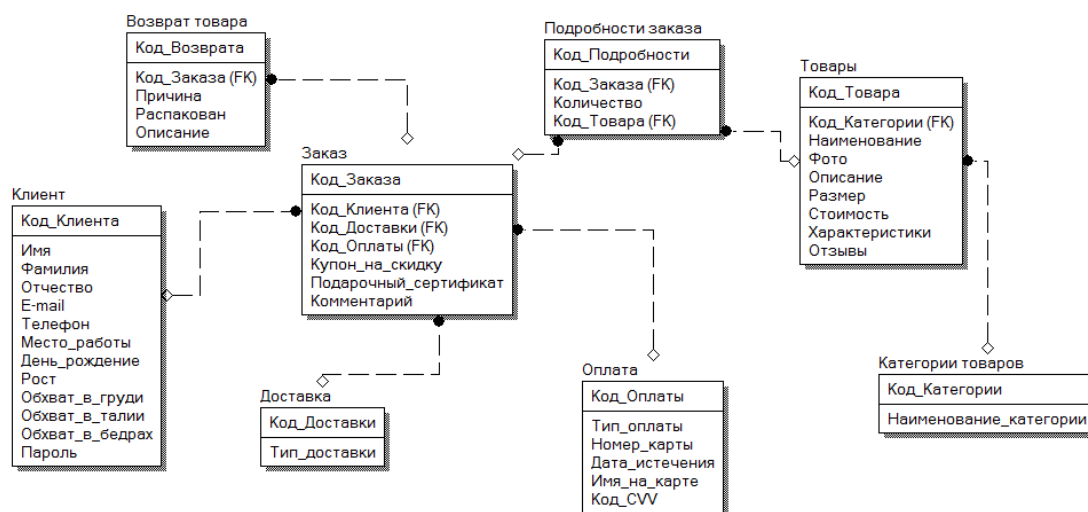 Возврат товара
Код_Возврата
Код_Заказа (FK)
Причина
Распакован
Описание
Подробности заказа
Код_Подробности
Код_Заказа (FK)
Количество
Код_Товара (FK)
Товары
Код_Товара
Код_Категории (FK)
Наименование
Фото
Описание
Размер
Стоимость
Характеристики
Отзывы
Заказ
Код_Заказа
Код_Клиента (FK)
Код_Доставки (FK)
Код_Оплаты (FK)
Купон_на_скидку
Подарочный_сертификат
Комментарий
Клиент
Код_Клиента
Имя
Фамилия
Отчество
E-mail
Телефон
Место_работы
День_рождение
Рост
Обхват_в_груди
Обхват_в_талии
Обхват_в_бедрах
Пароль
Доставка
Код_Доставки
Тип_доставки
Оплата
Код_Оплаты
Тип_оплаты
Номер_карты
Дата_истечения
Имя_на_карте
Код_CVV
Категории товаров
Код_Категории
Наименование_категории